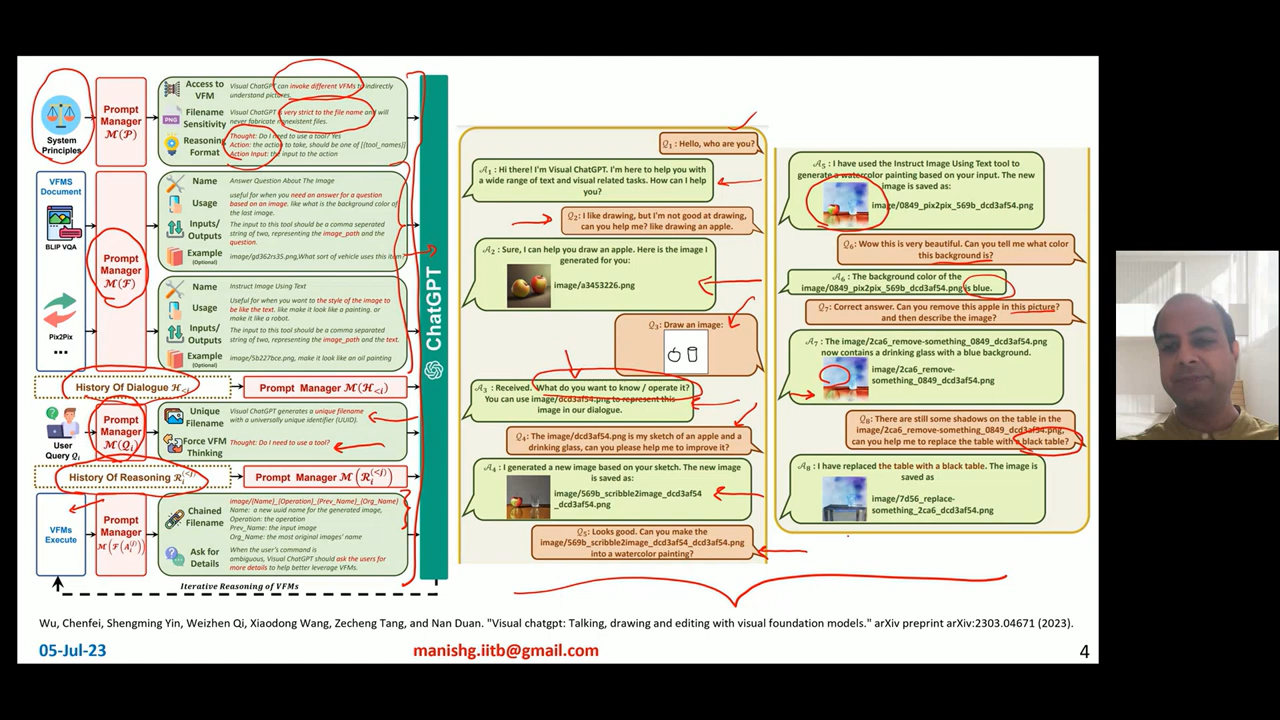 System
Principles
Prompt
Manager
M(P)
Access to
VFM
Visual ChatGPT can invoke different VFMs to indirectly
understand pictures.
Filename
Sensitivity
PNG
Visual ChatGPT is very strict to the file name and will
never fabricate nonexistent files.
Reasoning
Format
Thought: Do I need to use a tool? Yes
Action: the action to take, should be one of [{tool_names}]
Action Input: the input to the action
VFMS
Document
BLIP VQA
Pix2Pix
...
Prompt
Manager
M(F)
Name
Answer Question About The Image
Usage
useful for when you need an answer for a question
based on an image. like what is the background color of
the last image.
Inputs/
Outputs
The input to this tool should be a comma seperated
string of two, representing the image_path and the
question.
Example
(Optional)
image/gd362rs35.png,What sort of vehicle uses this item?
Name
Instruct Image Using Text
Usage
Useful for when you want to the style of the image to
be like the text. like make it look like a painting. or
make it like a robot.
Inputs/
Outputs
The input to this tool should be a comma seperated
string of two, representing the image_path and the text.
Example
(Optional)
image/5b227bce.png, make it look like an oil painting
History Of Dialogue H<i
Prompt Manager M(H<i)
User
Query Qi
Prompt
Manager
M(Qi)
Unique
Filename
Visual ChatGPT generates a unique filename
with a universally unique identifier (UUID).
Force VFM
Thinking
Thought: Do I need to use a tool?
History Of Reasoning Ri(<j)
Prompt Manager M(Ri(<j))
VFMs
Execute
Prompt
Manager
M(F(Ai(j)))
Chained
Filename
image/{Name}_{Operation}_{Prev_Name}_{Org_Name}
Name: a new uuid name for the generated image,
Operation: the operation
Prev_Name: the input image
Org_Name: the most original images' name
Ask for
Details
When the user's command is
ambiguous, Visual ChatGPT should ask the users for
more details to help better leverage VFMs.
Iterative Reasoning of VFMs
ChatGPT
Q1 : Hello, who are you?
A1 : Hi there! I'm Visual ChatGPT. I'm here to help you with
a wide range of text and visual related tasks. How can I help
you?
Q2: I like drawing, but I'm not good at drawing,
can you help me? like drawing an apple.
A2 : Sure, I can help you draw an apple. Here is the image I
generated for you:
image/a3453226.png
Q3: Draw an image:
A3 : Received. What do you want to know / operate it?
You can use image/dcd3af54.png to represent this
image in our dialogue.
Q4: The image/dcd3af54.png is my sketch of an apple and a
drinking glass, can you please help me to improve it?
A4 : I generated a new image based on your sketch. The new image
is saved as:
image/569b_scribble2image_dcd3af54
_dcd3af54.png
Q5: Looks good. Can you make the
image/569b_scribble2image_dcd3af54_dcd3af54.png
into a watercolor painting?
A5 : I have used the Instruct Image Using Text tool to
generate a watercolor painting based on your input. The new
image is saved as:
image/0849_pix2pix_569b_dcd3af54.png
Q6: Wow this is very beautiful. Can you tell me what color
this background is?
A6 : The background color of the
image/0849_pix2pix_569b_dcd3af54.png is blue.
Q7: Correct answer. Can you remove this apple in this picture?
and then describe the image?
A7 : The image/2ca6_remove-something_0849_dcd3af54.png
now contains a drinking glass with a blue background.
image/2ca6_remove-
something_0849_dcd3af54.png
Q8: There are still some shadows on the table in the
image/2ca6_remove-something_0849_dcd3af54.png,
can you help me to replace the table with a black table?
A8 : I have replaced the table with a black table. The image is
saved as
image/7d56_replace-
something_2ca6_dcd3af54.png
Wu, Chenfei, Shengming Yin, Weizhen Qi, Xiaodong Wang, Zecheng Tang, and Nan Duan. "Visual chatgpt: Talking, drawing and editing with visual foundation models." arXiv preprint arXiv:2303.04671 (2023).
05-Jul-23
manishg.iitb@gmail.com
4